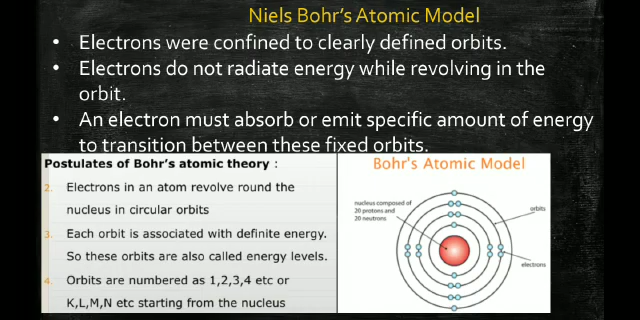 Niels Bohr's Atomic Model
• Electrons were confined to clearly defined orbits.
• Electrons do not radiate energy while revolving in the
orbit.
• An electron must absorb or emit specific amount of energy
to transition between these fixed orbits.
Postulates of Bohr's atomic theory :
2. Electrons in an atom revolve round the
nucleus in circular orbits
3. Each orbit is associated with definite energy.
So these orbits are also called energy levels.
4. Orbits are numbered as 1,2,3,4 etc or
K,L,M,N etc starting from the nucleus
Bohr's Atomic Model
nucleus composed of
20 protons and
20 neutrons
orbits
electrons